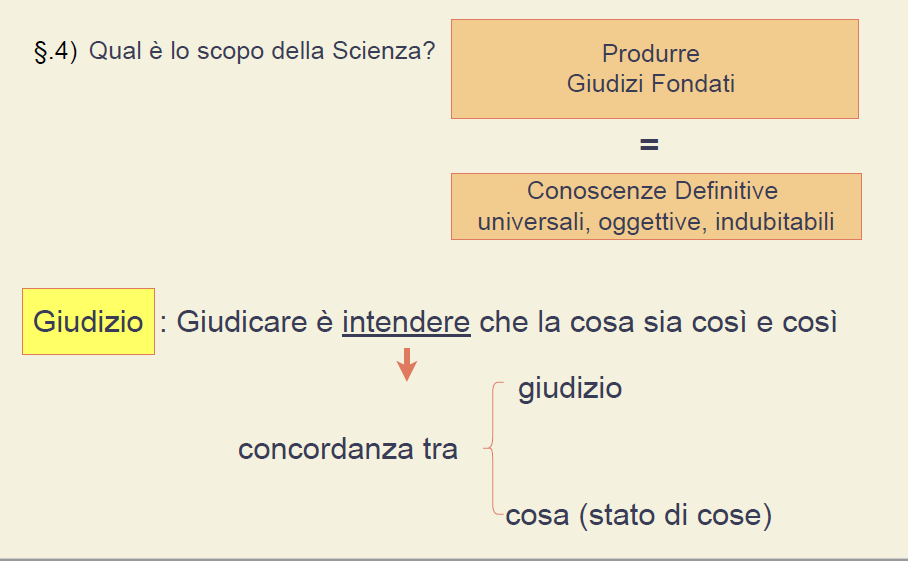 §.4) Qual è lo scopo della Scienza?
Produrre
Giudizi Fondati
=
Conoscenze Definitive
universali, oggettive, indubitabili
Giudizio : Giudicare è intendere che la cosa sia così e così
giudizio
concordanza tra
cosa (stato di cose)